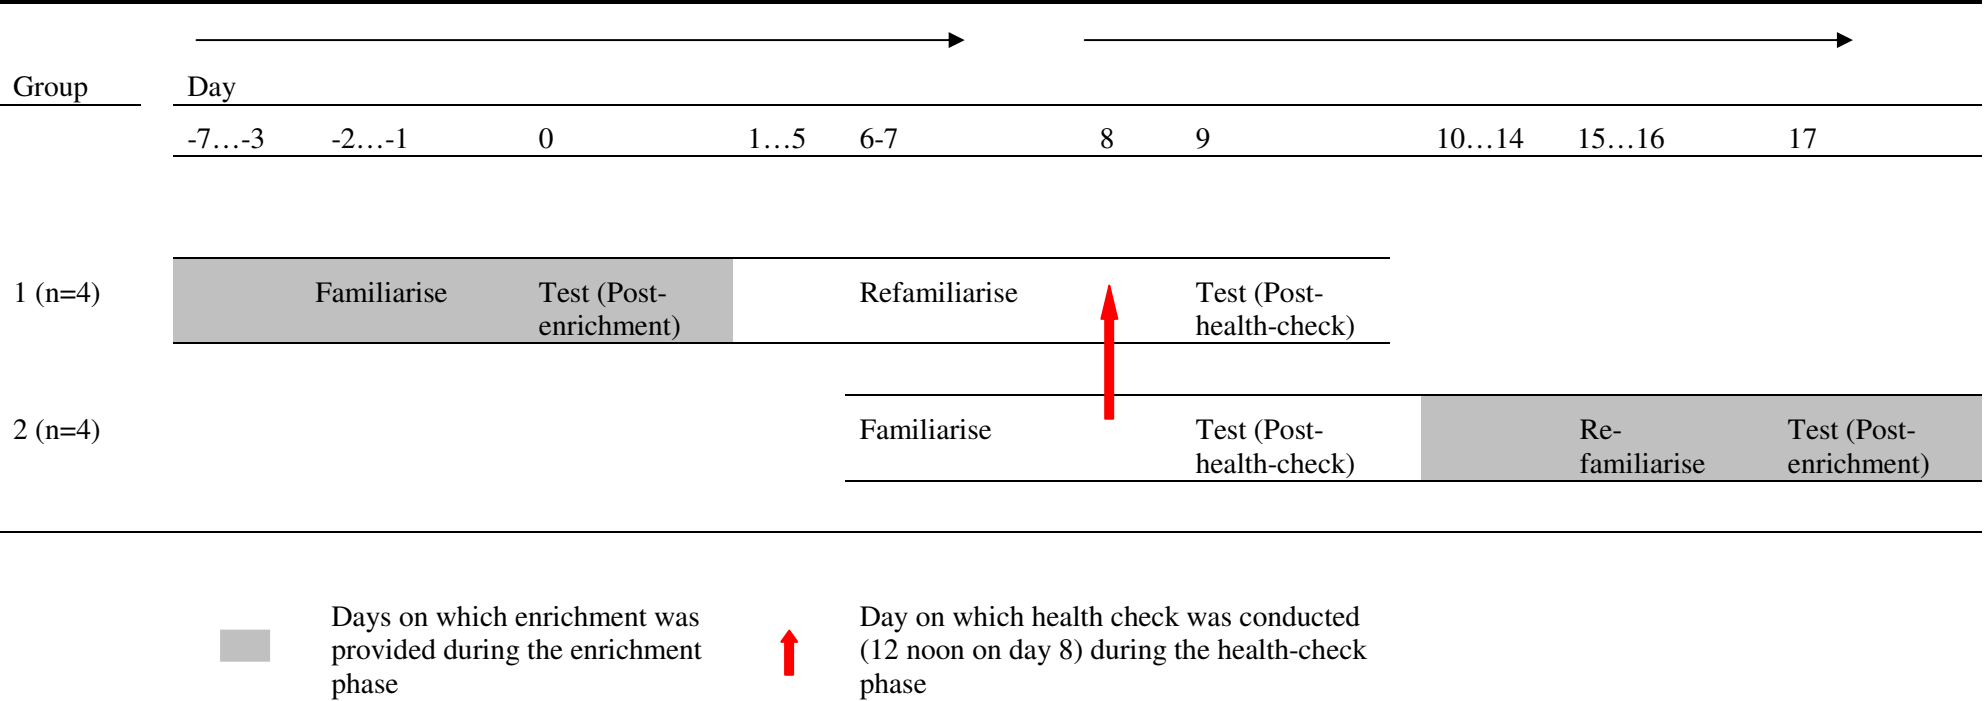 Group Day
-7…-3 -2…-1 0 1…5 6-7 8 9 10…14 15…16 17
1 (n=4) Familiarise Test (Post- Refamiliarise Test (Post-
enrichment) health-check)
2 (n=4) Familiarise Test (Post- Re- Test (Post-
health-check) familiarise enrichment)
Days on which enrichment was
provided during the enrichment
phase
Day on which health check was conducted
(12 noon on day 8) during the health-check
phase